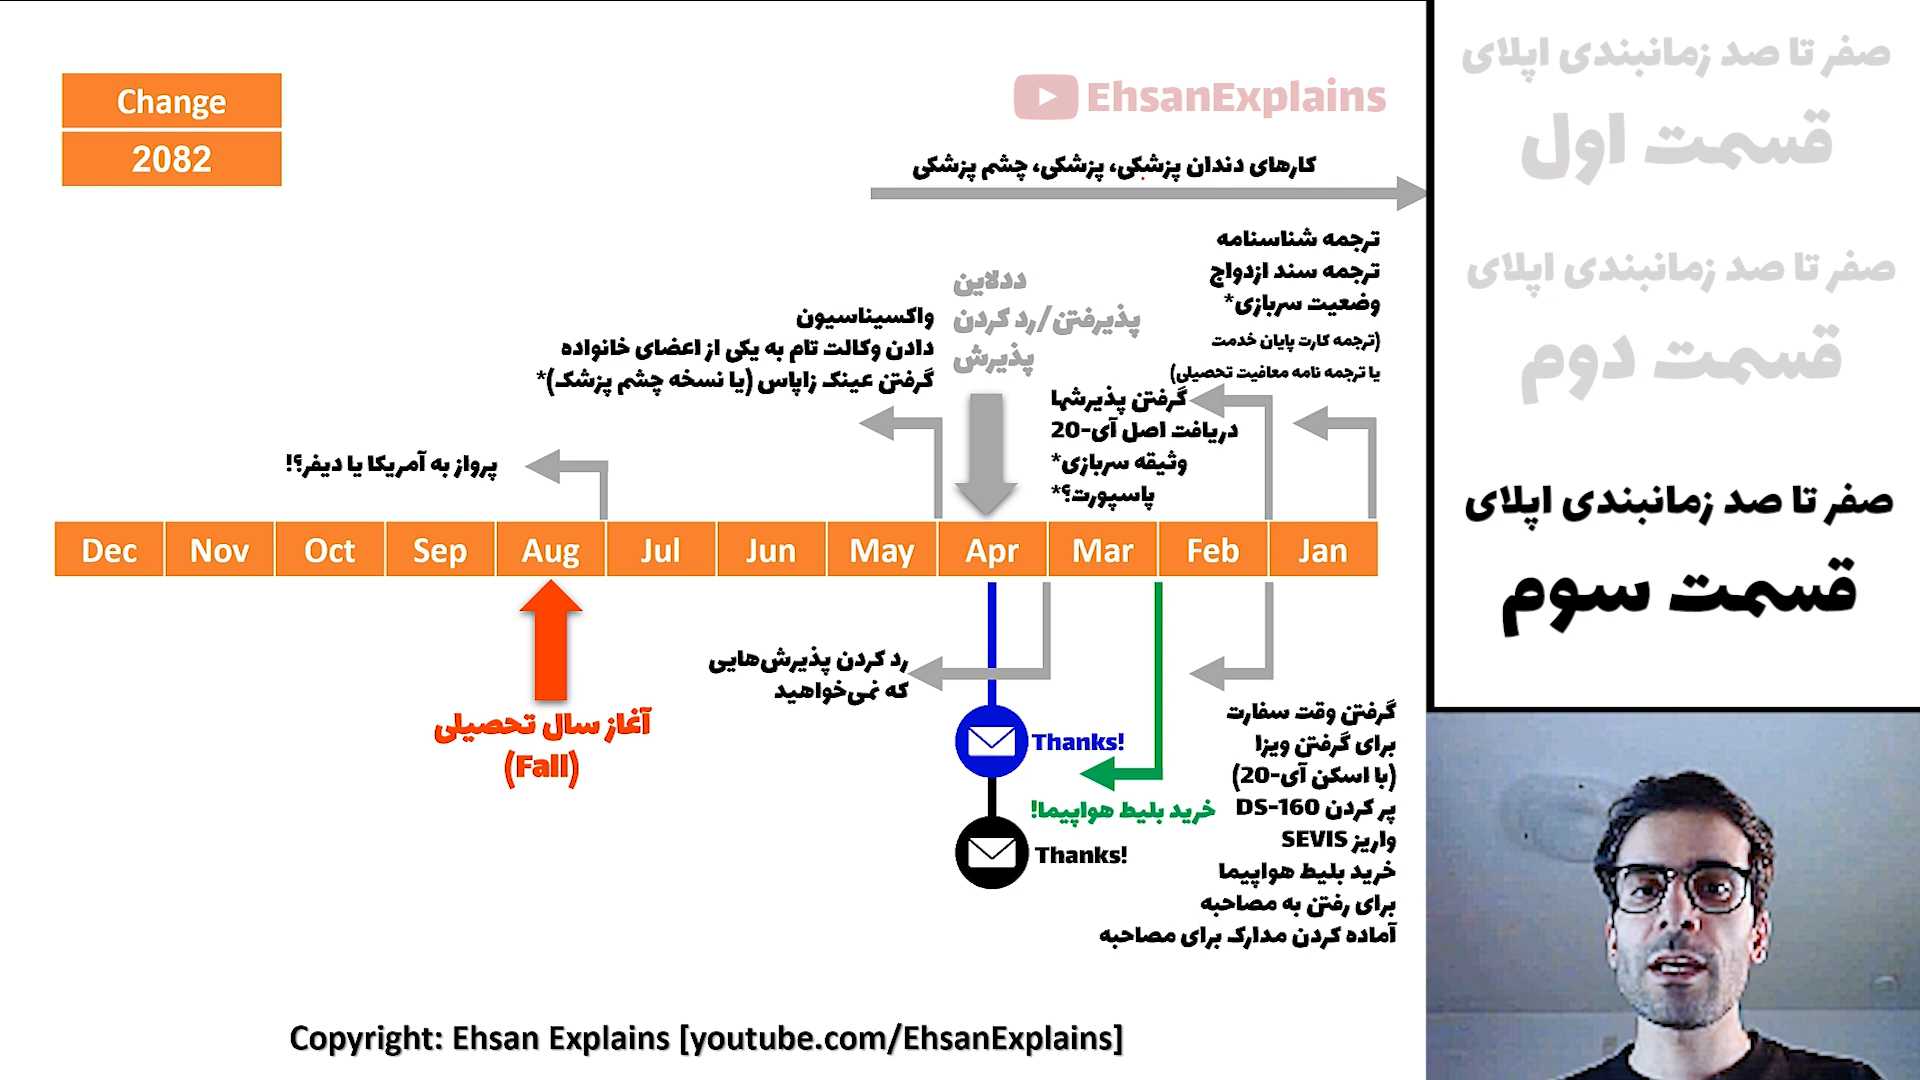 Change
2082
EhsanExplains
کارهای دندان پزشکی، پزشکی، چشم پزشکی
ترجمه شناسنامه
ترجمه سند ازدواج
وضعیت سربازی*
(ترجمه کارت پایان خدمت
یا ترجمه نامه معافیت تحصیلی)
ددلاین
پذیرفتن/رد کردن
پذیرش
واکسیناسیون
دادن وکالت تام به یکی از اعضای خانواده
گرفتن عینک زاپاس (یا نسخه چشم پزشک)*
گرفتن پذیرشها
دریافت اصل آی-20
وثیقه سربازی*
پاسپورت؟*
پرواز به آمریکا یا دیفر؟!
Dec Nov Oct Sep Aug Jul Jun May Apr Mar Feb Jan
آغاز سال تحصیلی
(Fall)
رد کردن پذیرش‌هایی
که نمی‌خواهید
Thanks!
خرید بلیط هواپیما!
Thanks!
گرفتن وقت سفارت
برای گرفتن ویزا
(با اسکن آی-20)
پر کردن DS-160
واریز SEVIS
خرید بلیط هواپیما
برای رفتن به مصاحبه
آماده کردن مدارک برای مصاحبه
Copyright: Ehsan Explains [youtube.com/EhsanExplains]
صفر تا صد زمانبندی اپلای
قسمت اول
صفر تا صد زمانبندی اپلای
قسمت دوم
صفر تا صد زمانبندی اپلای
قسمت سوم